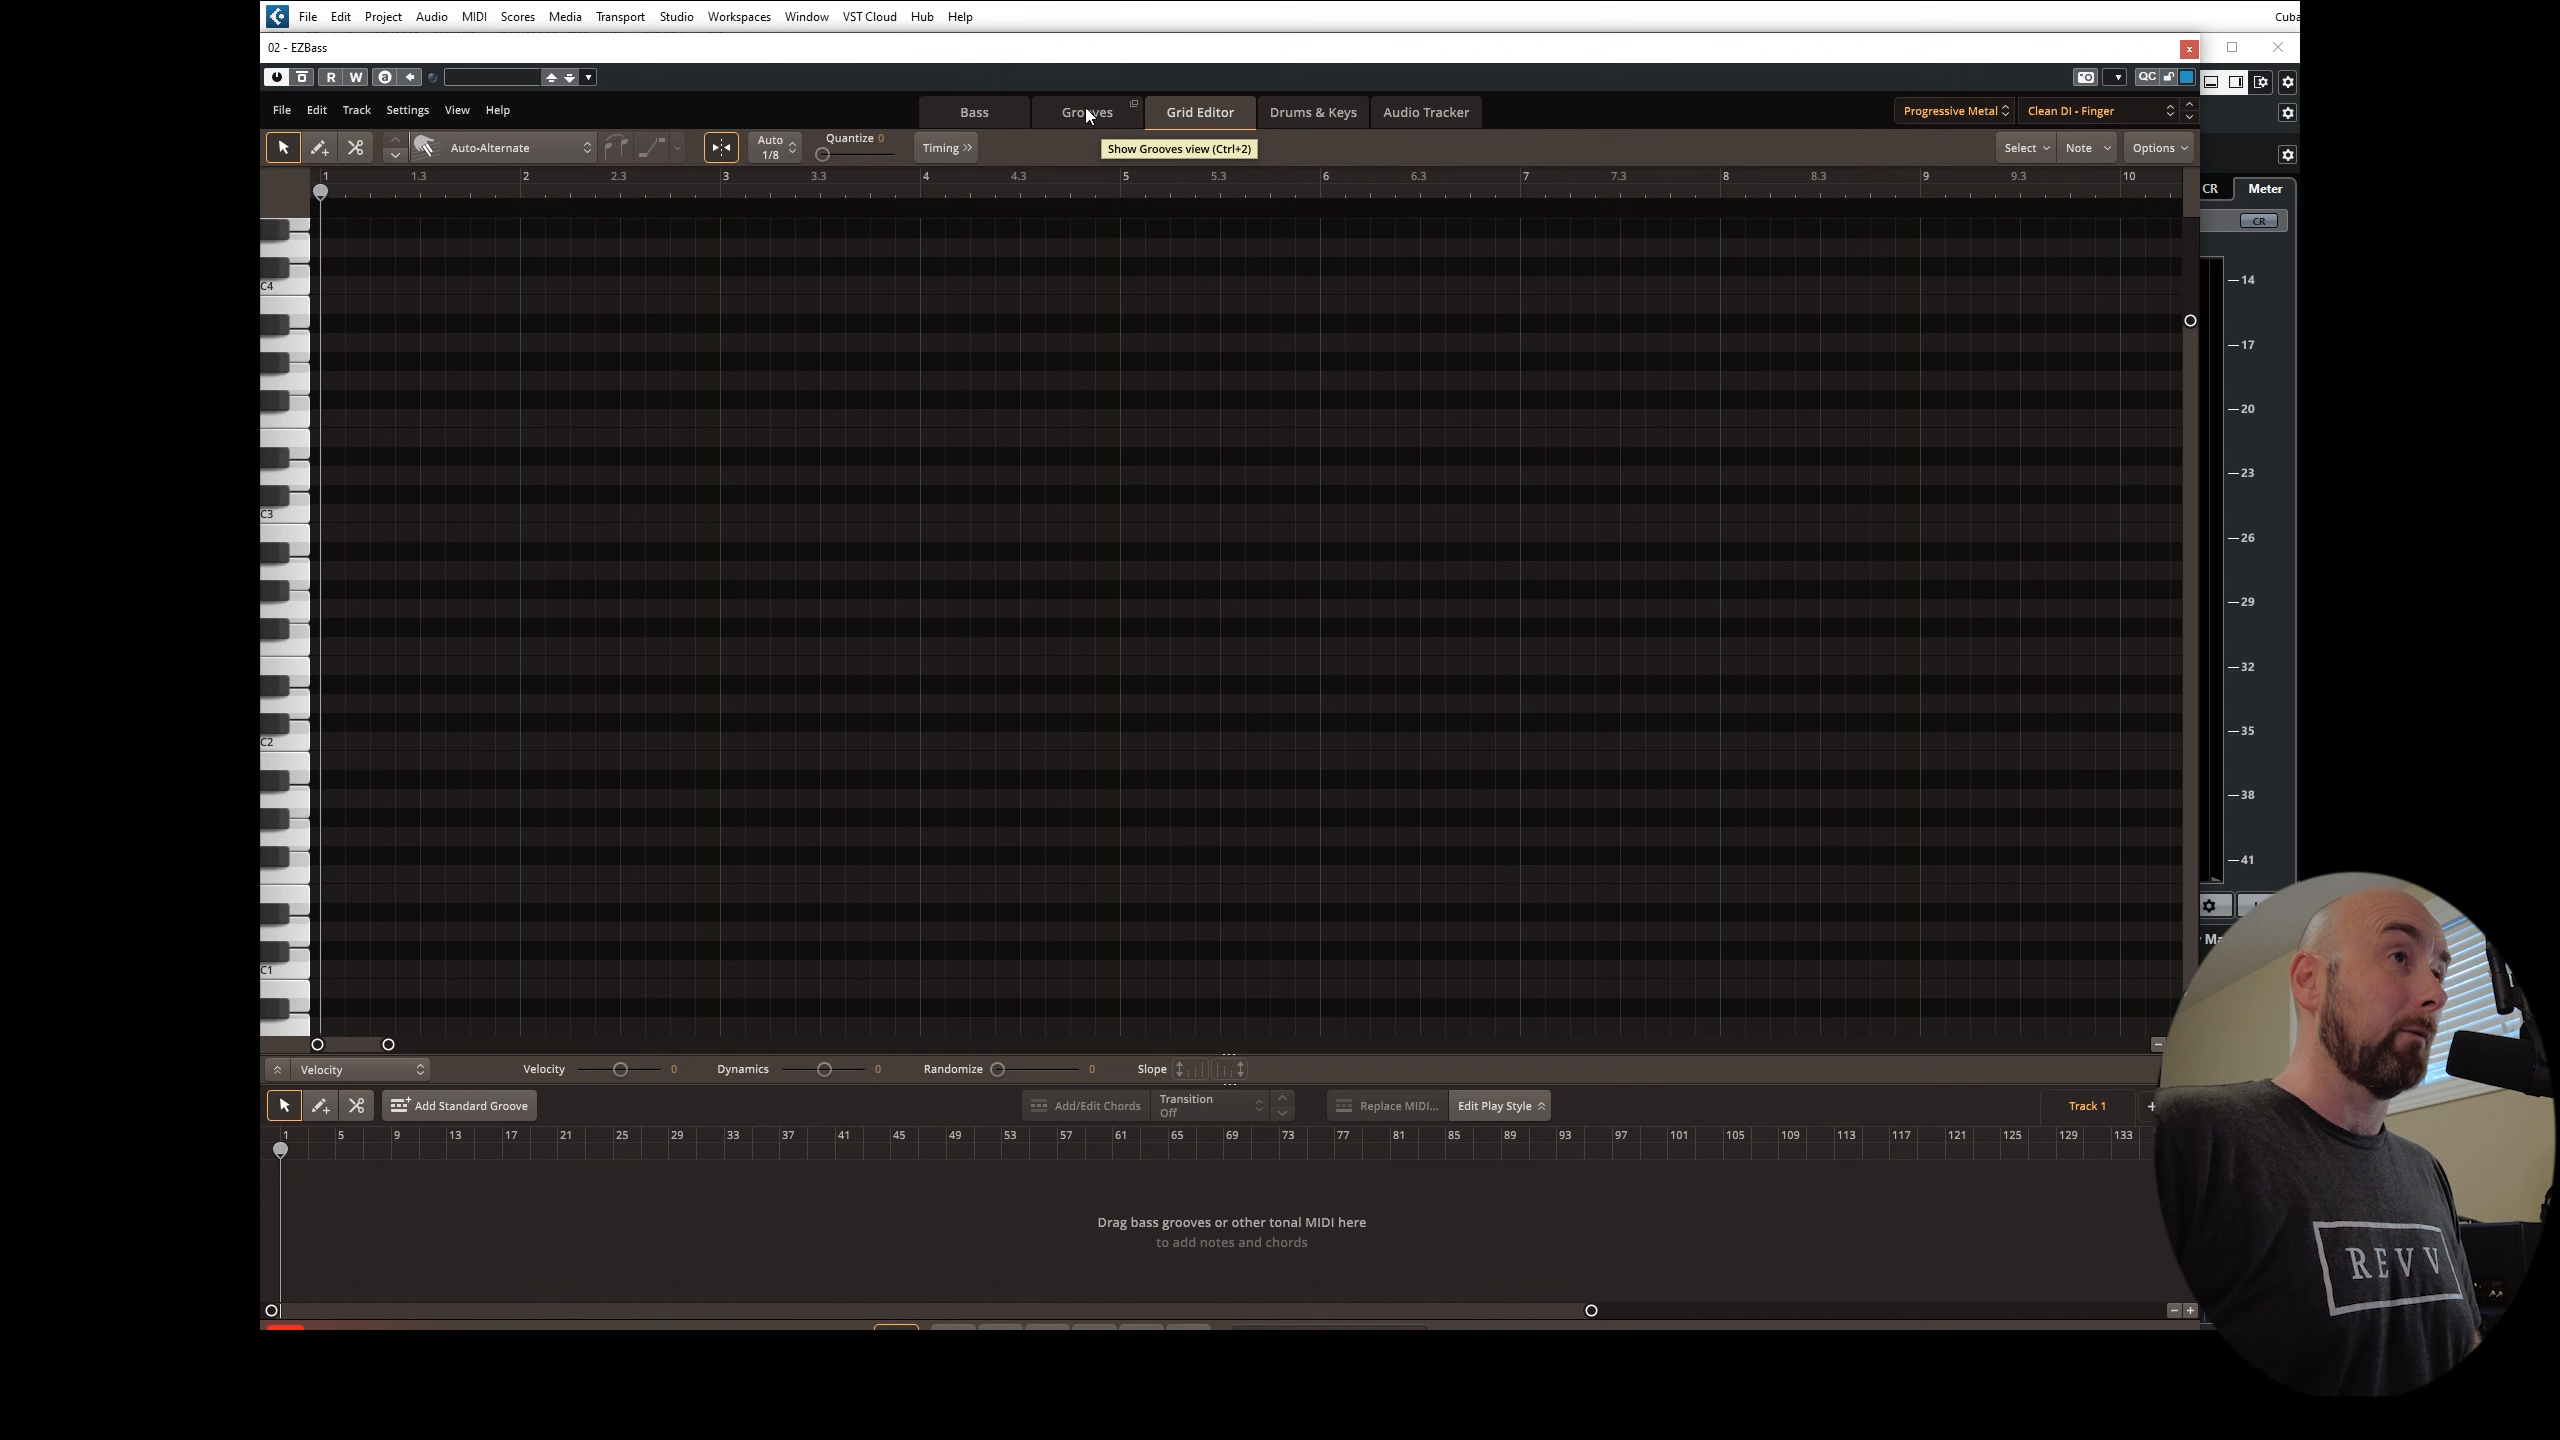 File Edit Project Audio MIDI Scores Media Transport Studio Workspaces Window VST Cloud Hub Help
02 - EZBass
R W a QC
File Edit Track Settings View Help
Bass Grooves Grid Editor Drums & Keys Audio Tracker
Progressive Metal Clean DI - Finger
Auto-Alternate
Auto
1/8
Quantize 0
Timing
Show Grooves view (Ctrl+2)
Select Note Options
1 1.3 2 2.3 3 3.3 4 4.3 5 5.3 6 6.3 7 7.3 8 8.3 9 9.3 10
CR Meter
CR
C4
C3
C2
C1
14
17
20
23
26
29
32
35
38
41
Velocity
Velocity 0 Dynamics 0 Randomize 0 Slope
Add Standard Groove
Add/Edit Chords
Transition
Off
Replace MIDI...
Edit Play Style
Track 1
1 5 9 13 17 21 25 29 33 37 41 45 49 53 57 61 65 69 73 77 81 85 89 93 97 101 105 109 113 117 121 125 129 133
Drag bass grooves or other tonal MIDI here
to add notes and chords
REVV